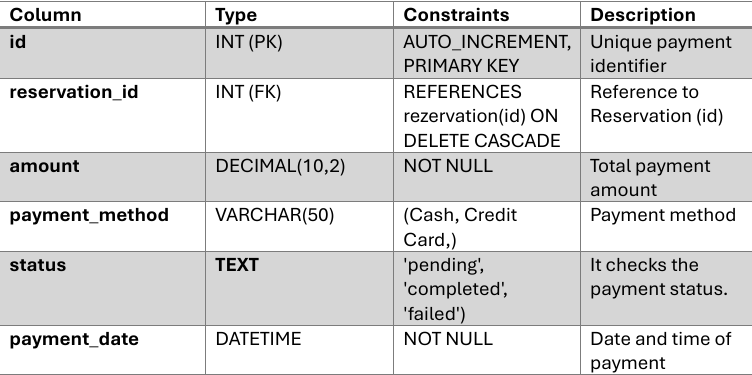 Column Type Constraints Description
id INT (PK) AUTO_INCREMENT, Unique payment
PRIMARY KEY identifier
reservation_id INT (FK) REFERENCES Reference to
rezervation(id) ON Reservation (id)
DELETE CASCADE
amount DECIMAL(10,2) NOT NULL Total payment
amount
payment_method VARCHAR(50) (Cash, Credit Payment method
Card,)
status TEXT 'pending', It checks the
'completed', payment status.
'failed')
payment_date DATETIME NOT NULL Date and time of
payment